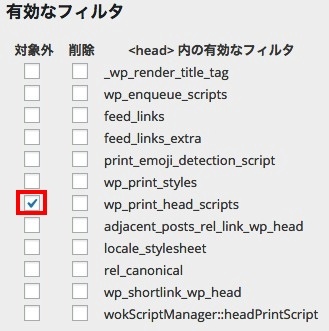 有効なフィルタ
対象外 削除 <head> 内の有効なフィルタ
_wp_render_title_tag
wp_enqueue_scripts
feed_links
feed_links_extra
print_emoji_detection_script
wp_print_styles
wp_print_head_scripts
adjacent_posts_rel_link_wp_head
locale_stylesheet
rel_canonical
wp_shortlink_wp_head
wokScriptManager::headPrintScript